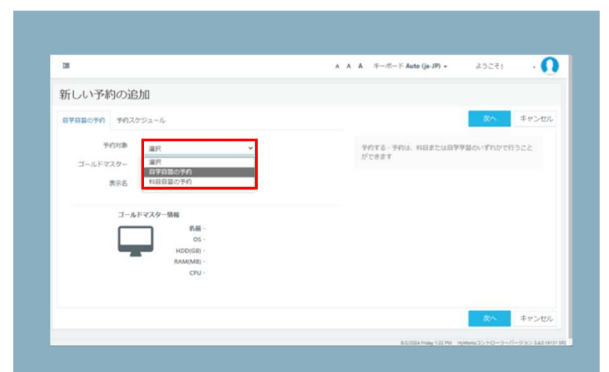 A A A キーボード Auto (ja-JP) ようこそ!
新しい予約の追加
自学自習の予約 予約スケジュール
次へ キャンセル
予約対象 選択
選択
自学自習の予約
科目自習の予約
ゴールドマスター
表示名
予約する - 予約は、科目または自学学習のいずれかで行うこと
ができます
ゴールドマスター情報
名前 -
OS -
HDD(GB) -
RAM(MB) -
CPU -
次へ キャンセル